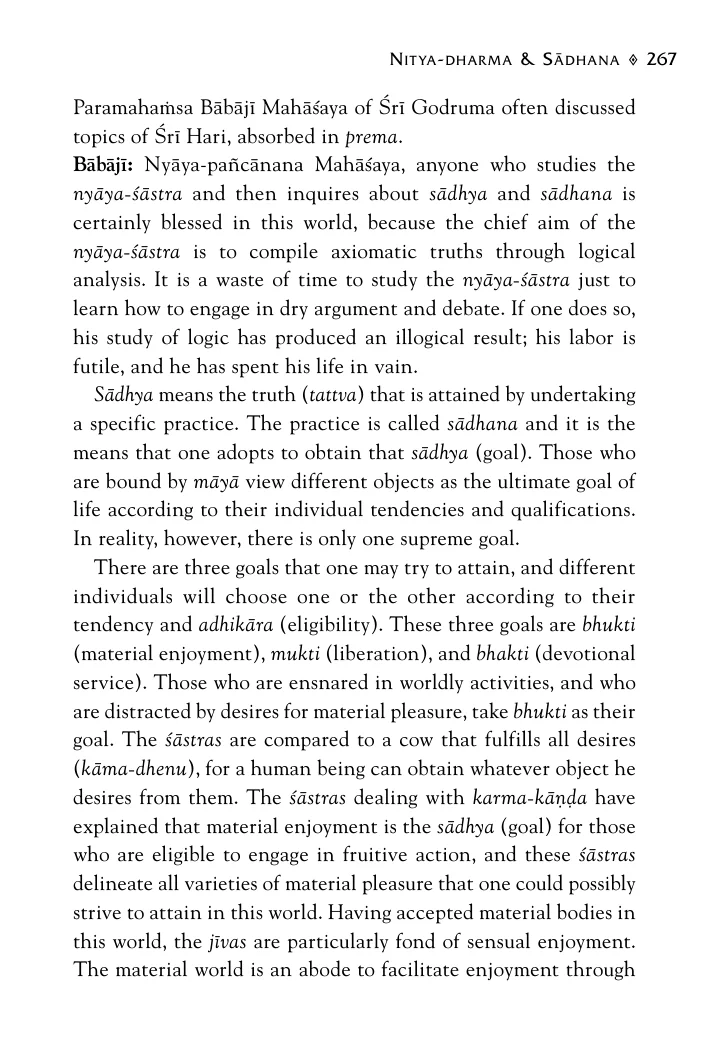 Nitya-dharma & Sādhana ◈ 267
Paramahaṁsa Bābājī Mahāśaya of Śrī Godruma often discussed
topics of Śrī Hari, absorbed in prema.
Bābājī: Nyāya-pañcānana Mahāśaya, anyone who studies the
nyāya-śāstra and then inquires about sādhya and sādhana is
certainly blessed in this world, because the chief aim of the
nyāya-śāstra is to compile axiomatic truths through logical
analysis. It is a waste of time to study the nyāya-śāstra just to
learn how to engage in dry argument and debate. If one does so,
his study of logic has produced an illogical result; his labor is
futile, and he has spent his life in vain.
Sādhya means the truth (tattva) that is attained by undertaking
a specific practice. The practice is called sādhana and it is the
means that one adopts to obtain that sādhya (goal). Those who
are bound by māyā view different objects as the ultimate goal of
life according to their individual tendencies and qualifications.
In reality, however, there is only one supreme goal.
There are three goals that one may try to attain, and different
individuals will choose one or the other according to their
tendency and adhikāra (eligibility). These three goals are bhukti
(material enjoyment), mukti (liberation), and bhakti (devotional
service). Those who are ensnared in worldly activities, and who
are distracted by desires for material pleasure, take bhukti as their
goal. The śāstras are compared to a cow that fulfills all desires
(kāma-dhenu), for a human being can obtain whatever object he
desires from them. The śāstras dealing with karma-kāṇḍa have
explained that material enjoyment is the sādhya (goal) for those
who are eligible to engage in fruitive action, and these śāstras
delineate all varieties of material pleasure that one could possibly
strive to attain in this world. Having accepted material bodies in
this world, the jīvas are particularly fond of sensual enjoyment.
The material world is an abode to facilitate enjoyment through